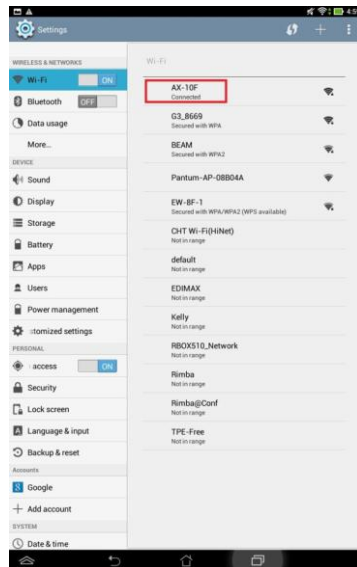 4:5
Settings
WIRELESS & NETWORKS
Wi-Fi
ON
Bluetooth
OFF
Data usage
More...
DEVICE
Sound
Display
Storage
Battery
Apps
Users
Power management
stomized settings
PERSONAL
access
ON
Security
Lock screen
Language & input
Backup & reset
Accounts
Google
Add account
SYSTEM
Date & time
Wi-Fi
AX-10F
Connected
G3_8669
Secured with WPA
BEAM
Secured with WPA2
Pantum-AP-08B04A
EW-8F-1
Secured with WPA/WPA2 (WPS available)
CHT Wi-Fi(HiNet)
Not in range
default
Not in range
EDIMAX
Not in range
Kelly
Not in range
RBOX510_Network
Not in range
Rimba
Not in range
Rimba@Conf
Not in range
TPE-Free
Not in range